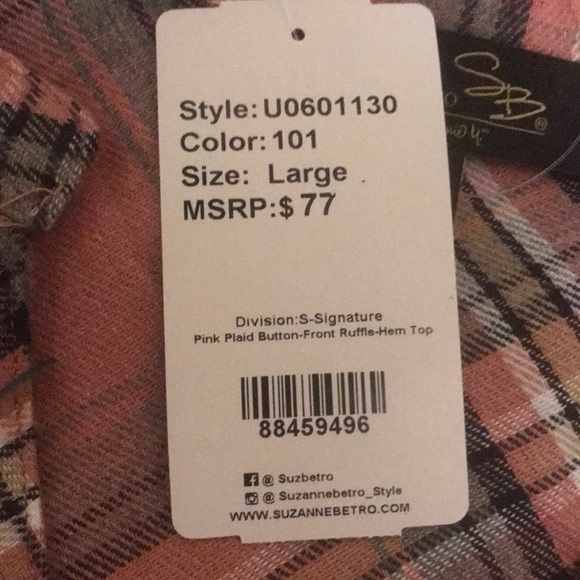 Style: U0601130
Color: 101
Size: Large
MSRP:$ 77
Division:S-Signature
Pink Plaid Button-Front Ruffle-Hem Top
88459496
@ Suzbetro
@ Suzannebetro_Style
WWW.SUZANNEBETRO.COM
SB®